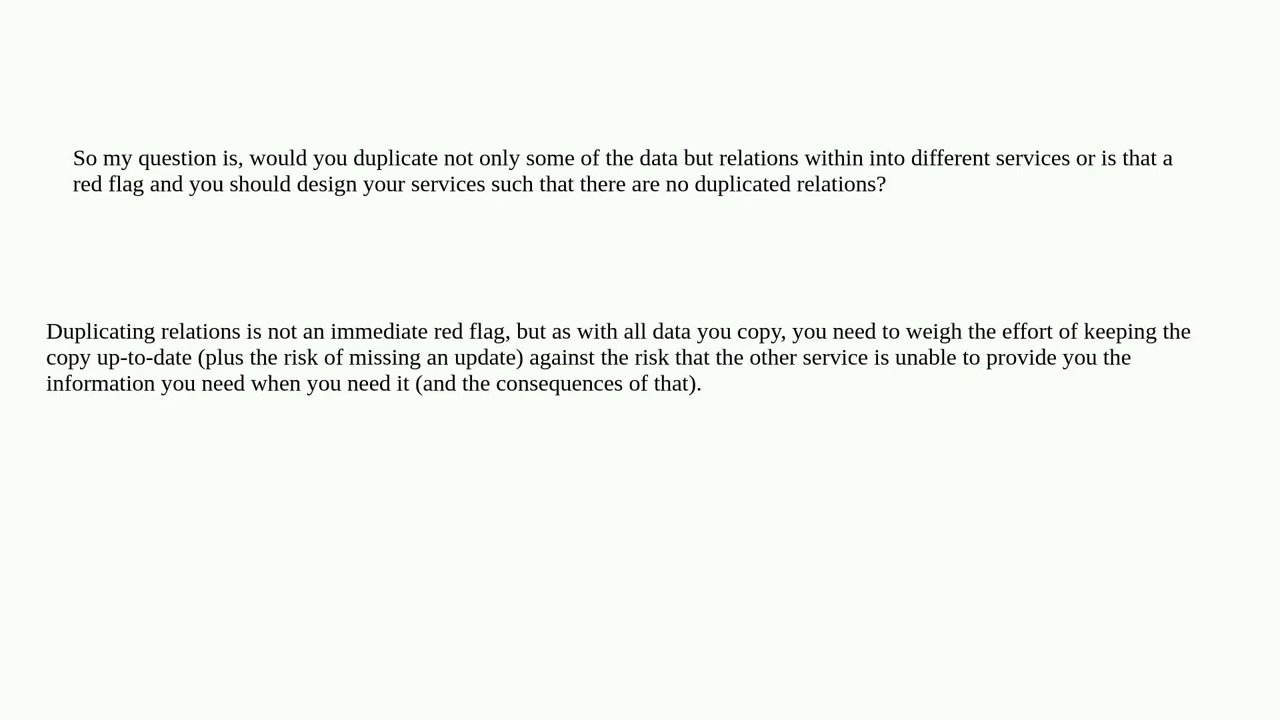 So my question is, would you duplicate not only some of the data but relations within into different services or is that a
red flag and you should design your services such that there are no duplicated relations?
Duplicating relations is not an immediate red flag, but as with all data you copy, you need to weigh the effort of keeping the
copy up-to-date (plus the risk of missing an update) against the risk that the other service is unable to provide you the
information you need when you need it (and the consequences of that).